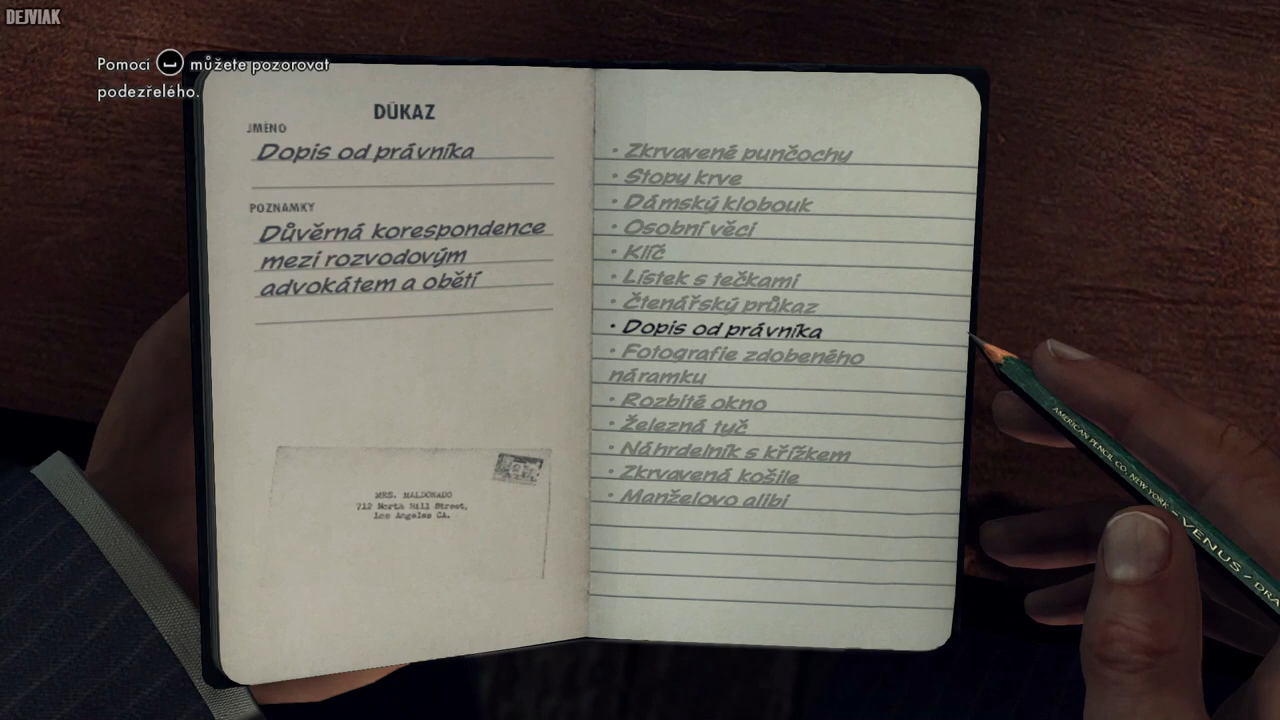 DEJVIAK
Pomocí můžete pozorovat
podezřelého.
DŮKAZ
JMÉNO
Dopis od právníka
POZNÁMKY
Důvěrná korespondence
mezi rozvodovým
advokátem a obětí
MRS. MALDONADO
712 North Hill Street,
Los Angeles CA.
• Zkrvavené punčochy
• Stopy krve
• Dámský klobouk
• Osobní věci
• Klíč
• Lístek s tečkami
• Čtenářský průkaz
• Dopis od právníka
• Fotografie zdobeného
náramku
• Rozbité okno
• Železná tyč
• Náhrdelník s křížkem
• Zkrvavená košile
• Manželovo alibi
AMERICAN PENCIL CO. NEW YORK VENUS / DRA